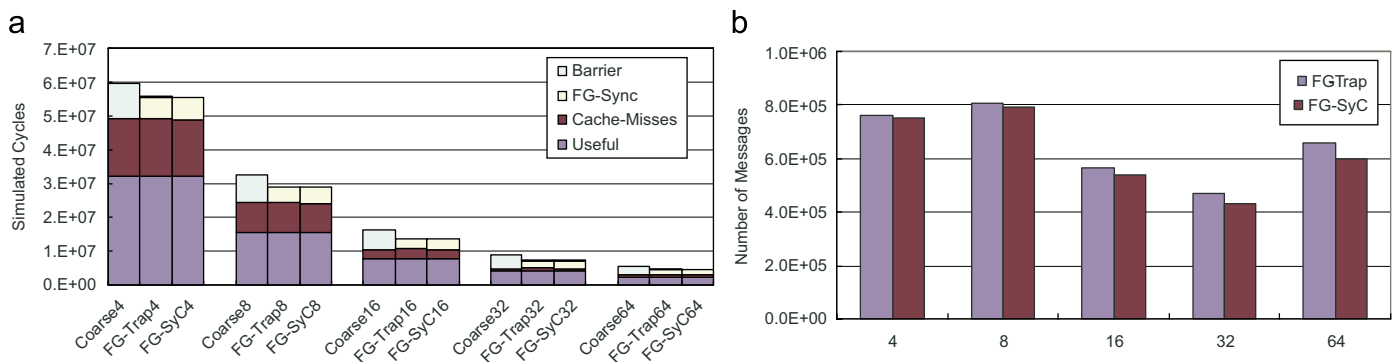 a
7.E+07
6.E+07
5.E+07
4.E+07
3.E+07
2.E+07
1.E+07
0.E+00
Simulated Cycles
Barrier
FG-Sync
Cache-Misses
Useful
Coarse4
FG-Trap4
FG-SyC4
Coarse8
FG-Trap8
FG-SyC8
Coarse16
FG-Trap16
FG-SyC16
Coarse32
FG-Trap32
FG-SyC32
Coarse64
FG-Trap64
FG-SyC64
b
1.0E+06
8.0E+05
6.0E+05
4.0E+05
2.0E+05
0.0E+00
Number of Messages
FGTrap
FG-SyC
4
8
16
32
64